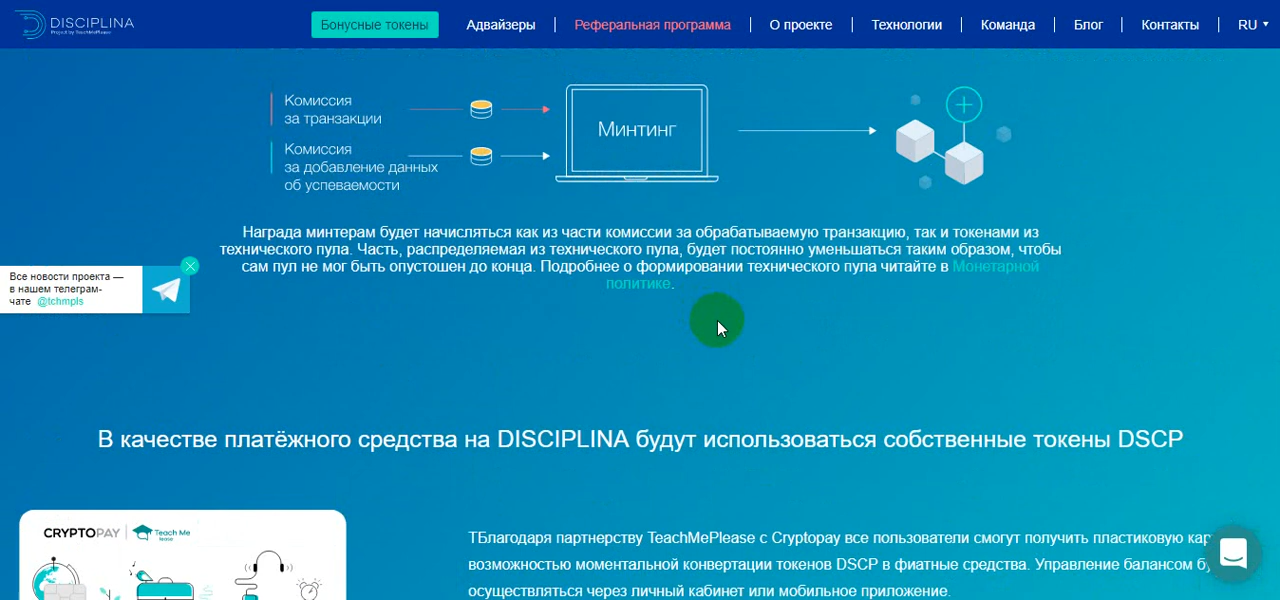 DISCIPLINA
Project by TeachMePlease
Бонусные токены
Адвайзеры
Реферальная программа
О проекте
Технологии
Команда
Блог
Контакты
RU
Комиссия
за транзакции
Комиссия
за добавление данных
об успеваемости
Минтинг
Награда минтерам будет начисляться как из части комиссии за обрабатываемую транзакцию, так и токенами из
технического пула. Часть, распределяемая из технического пула, будет постоянно уменьшаться таким образом, чтобы
сам пул не мог быть опустошен до конца. Подробнее о формировании технического пула читайте в Монетарной
политике.
Все новости проекта —
в нашем телеграм-
чате @tchmpls
В качестве платёжного средства на DISCIPLINA будут использоваться собственные токены DSCP
CRYPTOPAY
Teach Me
ТБлагодаря партнерству TeachMePlease с Cryptopay все пользователи смогут получить пластиковую кар
возможностью моментальной конвертации токенов DSCP в фиатные средства. Управление балансом б
осуществляться через личный кабинет или мобильное приложение.